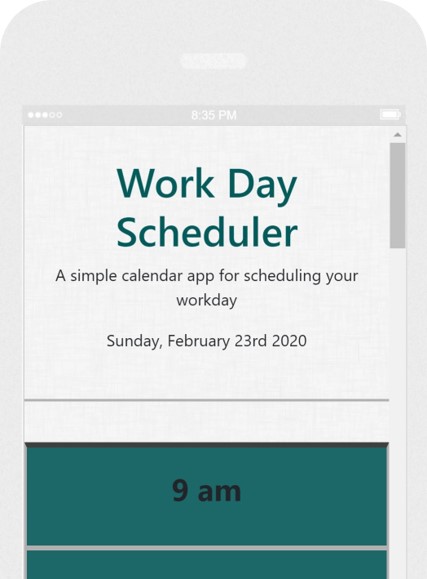 8:35 PM
Work Day
Scheduler
A simple calendar app for scheduling your
workday
Sunday, February 23rd 2020
9 am